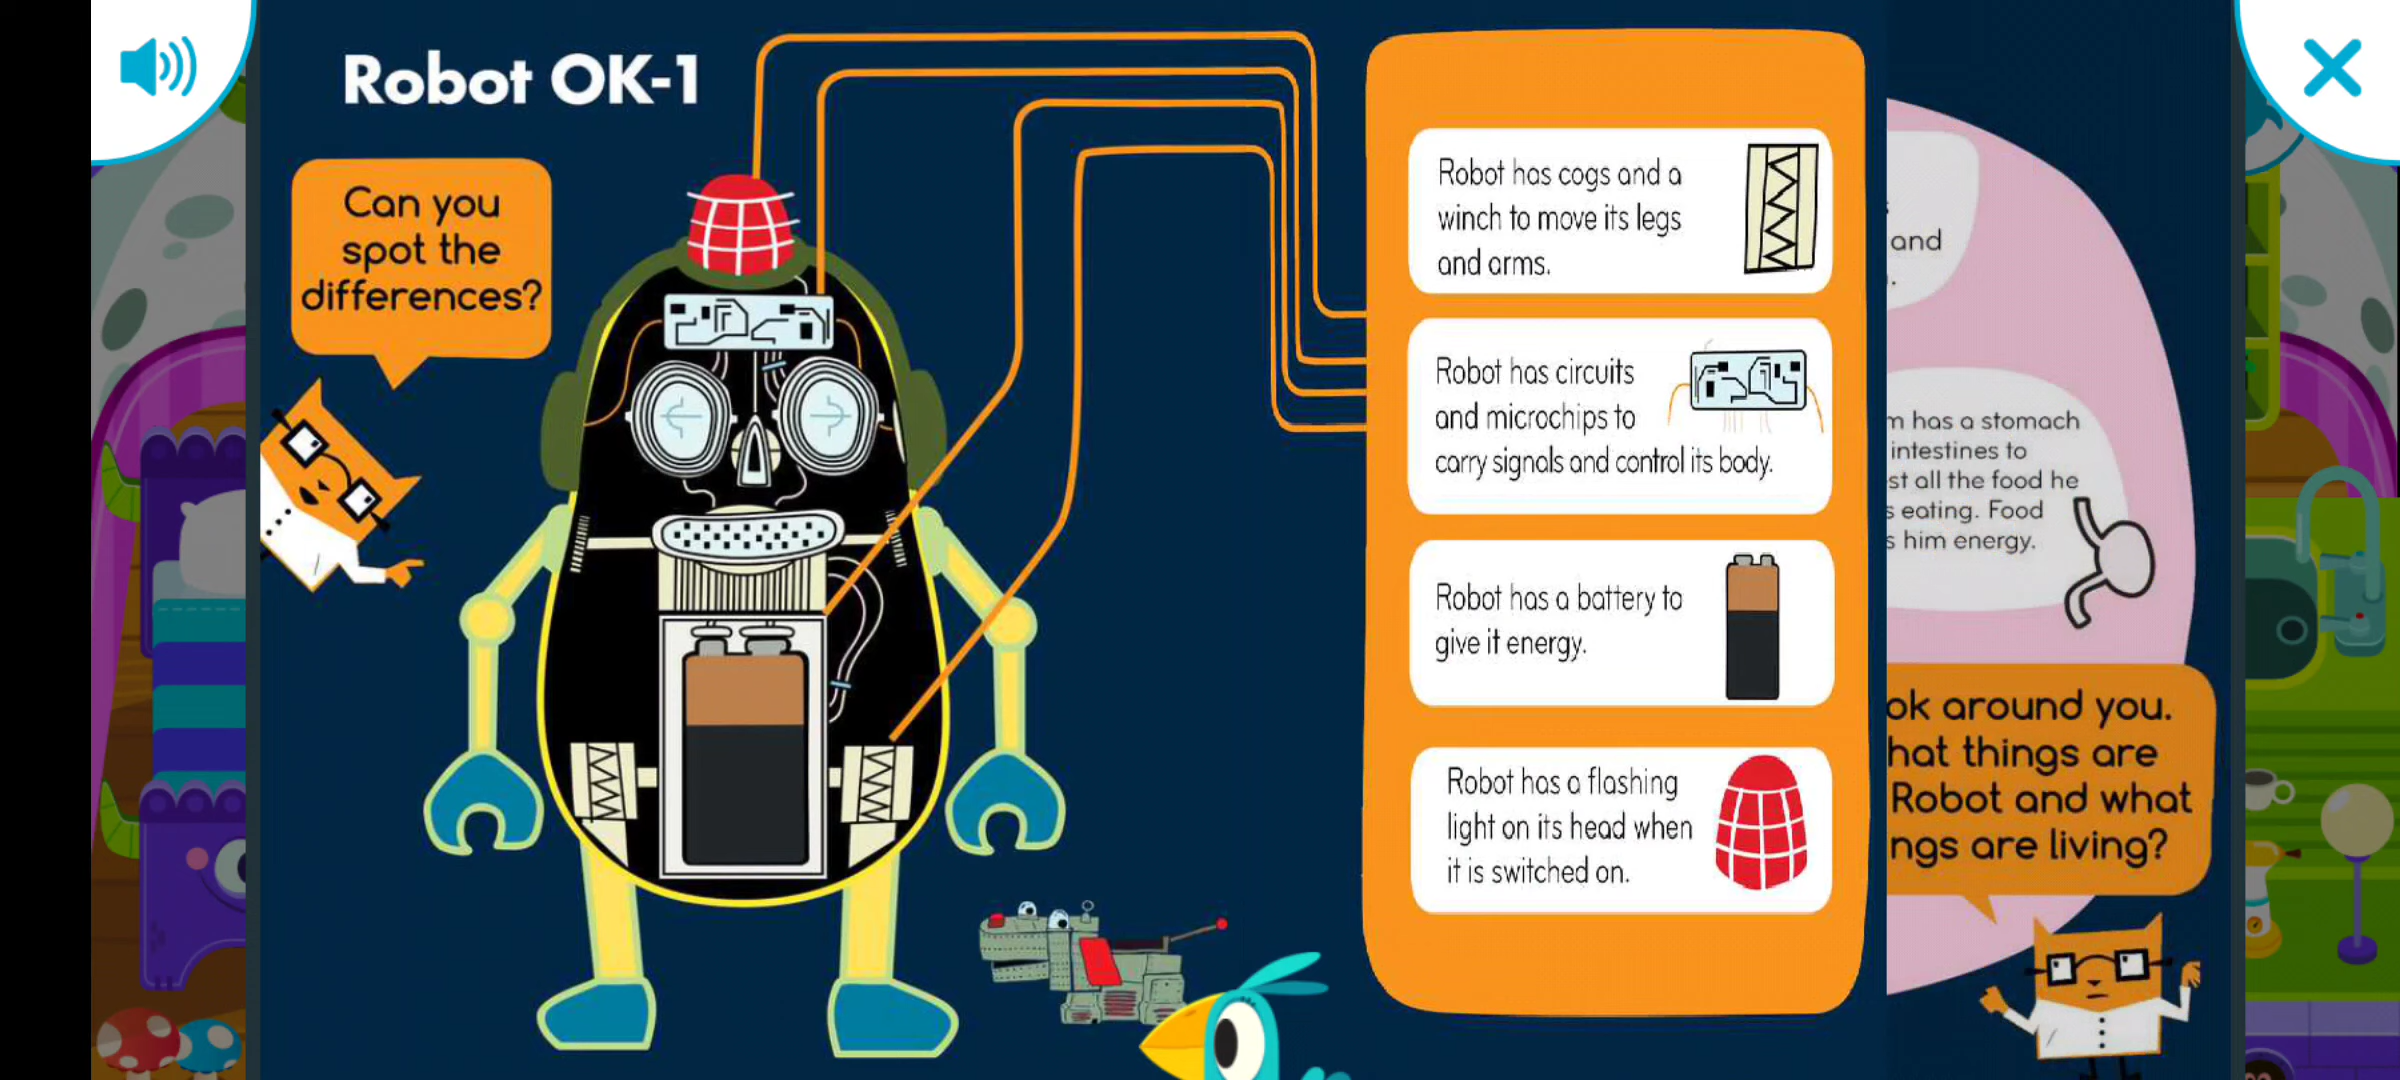 Robot OK-1
Can you
spot the
differences?
Robot has cogs and a
winch to move its legs
and arms.
Robot has circuits
and microchips to
carry signals and control its body.
Robot has a battery to
give it energy.
Robot has a flashing
light on its head when
it is switched on.
and
has a stomach
intestines to
all the food he
eating. Food
him energy.
around you.
things are
Robot and what
are living?